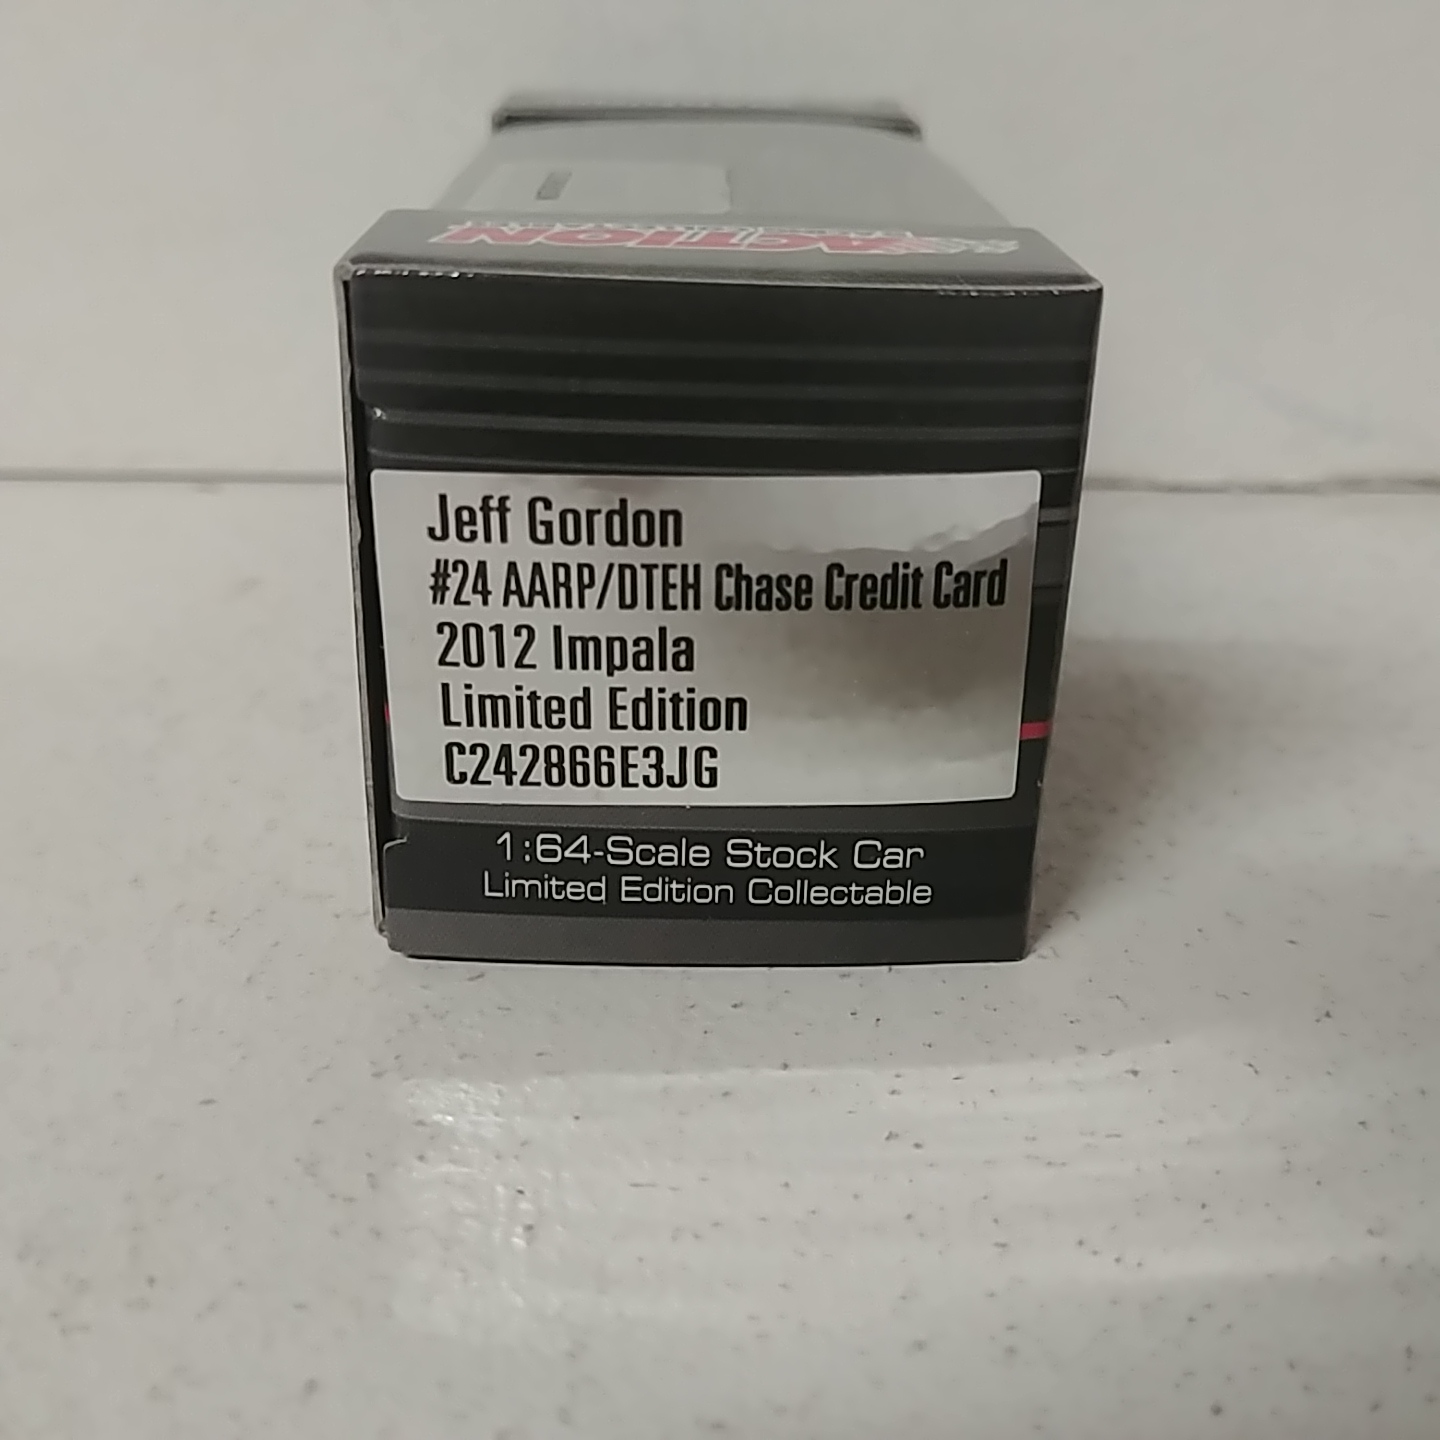 ACTION
Jeff Gordon
#24 AARP/DTEH Chase Credit Card
2012 Impala
Limited Edition
C242866E3JG
1:64-Scale Stock Car
Limited Edition Collectable